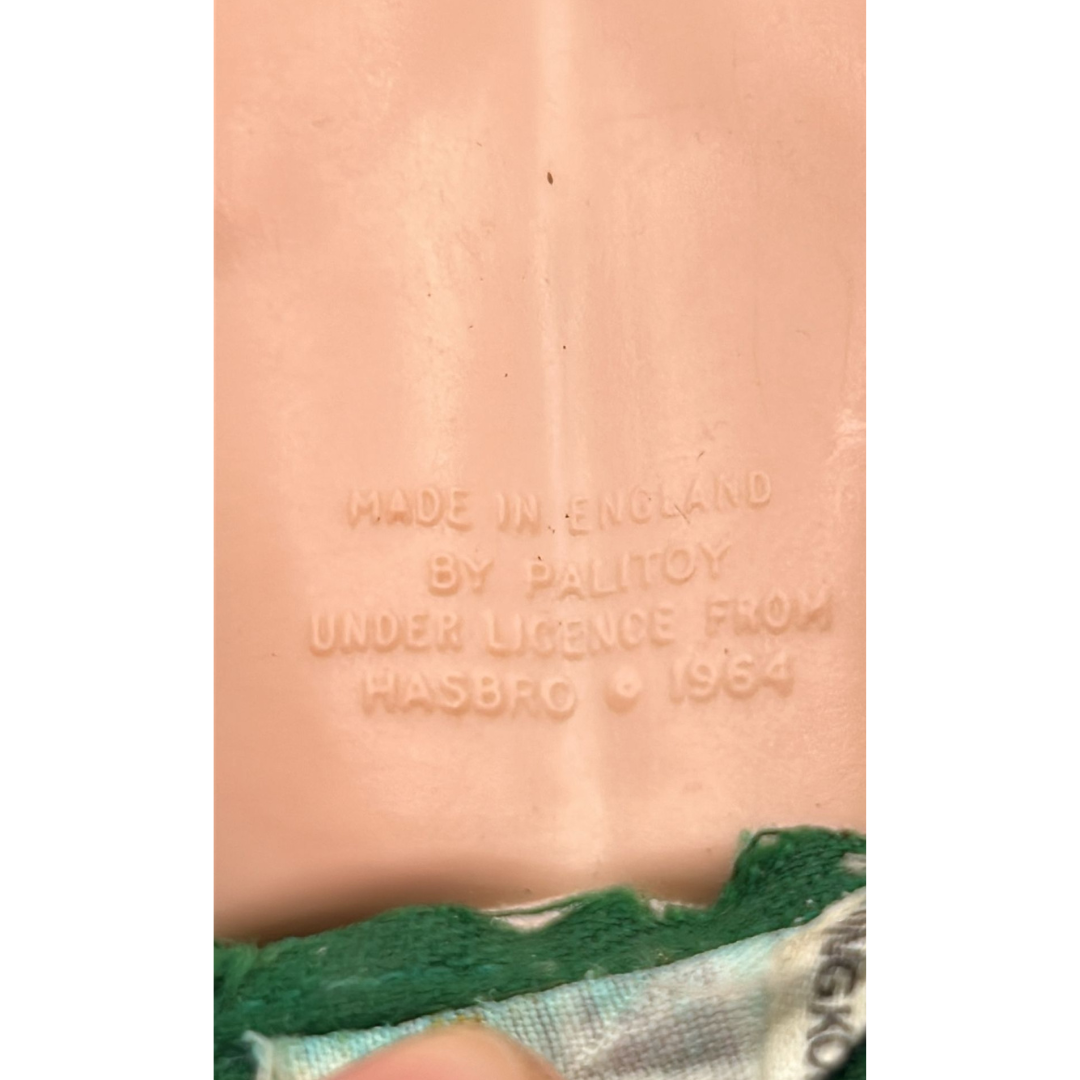 MADE IN ENGLAND
BY PALITOY
UNDER LICENCE FROM
HASBRO © 1964